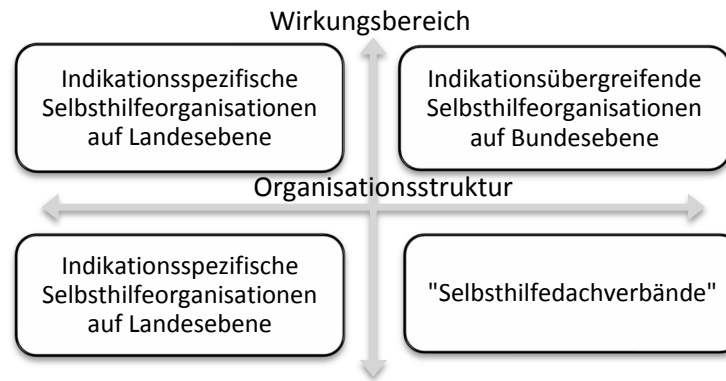 Wirkungsbereich
Indikationsspezifische
Selbsthilfeorganisationen
auf Landesebene
Indikationsübergreifende
Selbsthilfeorganisationen
auf Bundesebene
Organisationsstruktur
Indikationsspezifische
Selbsthilfeorganisationen
auf Landesebene
"Selbsthilfedachverbände"